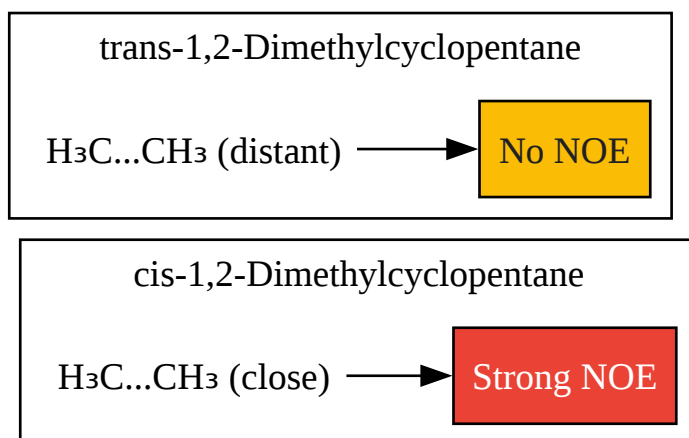 trans-1,2-Dimethylcyclopentane
H₃C...CH₃ (distant)
No NOE
cis-1,2-Dimethylcyclopentane
H₃C...CH₃ (close)
Strong NOE